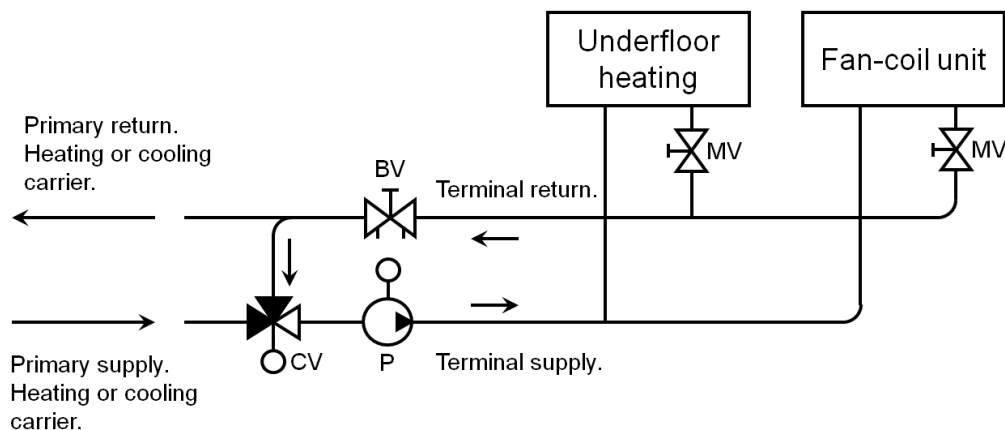 Underfloor
heating
Fan-coil unit
Primary return.
Heating or cooling
carrier.
BV
Terminal return.
MV
MV
Primary supply.
Heating or cooling
carrier.
CV
P
Terminal supply.